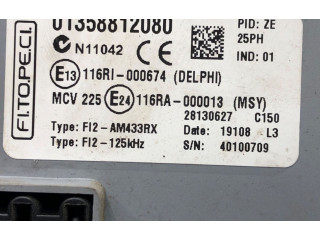 01358812080
PID: ZE
25PH
N11042
IND: 01
E13 116RI-000674 (DELPHI)
MCV 225 E24 116RA-000013 (MSY)
28130627 C150
Type: FI2-AM433RX Date: 19108 L3
Type: FI2-125kHz S/N: 40100709
FI.TO.PE.CI.